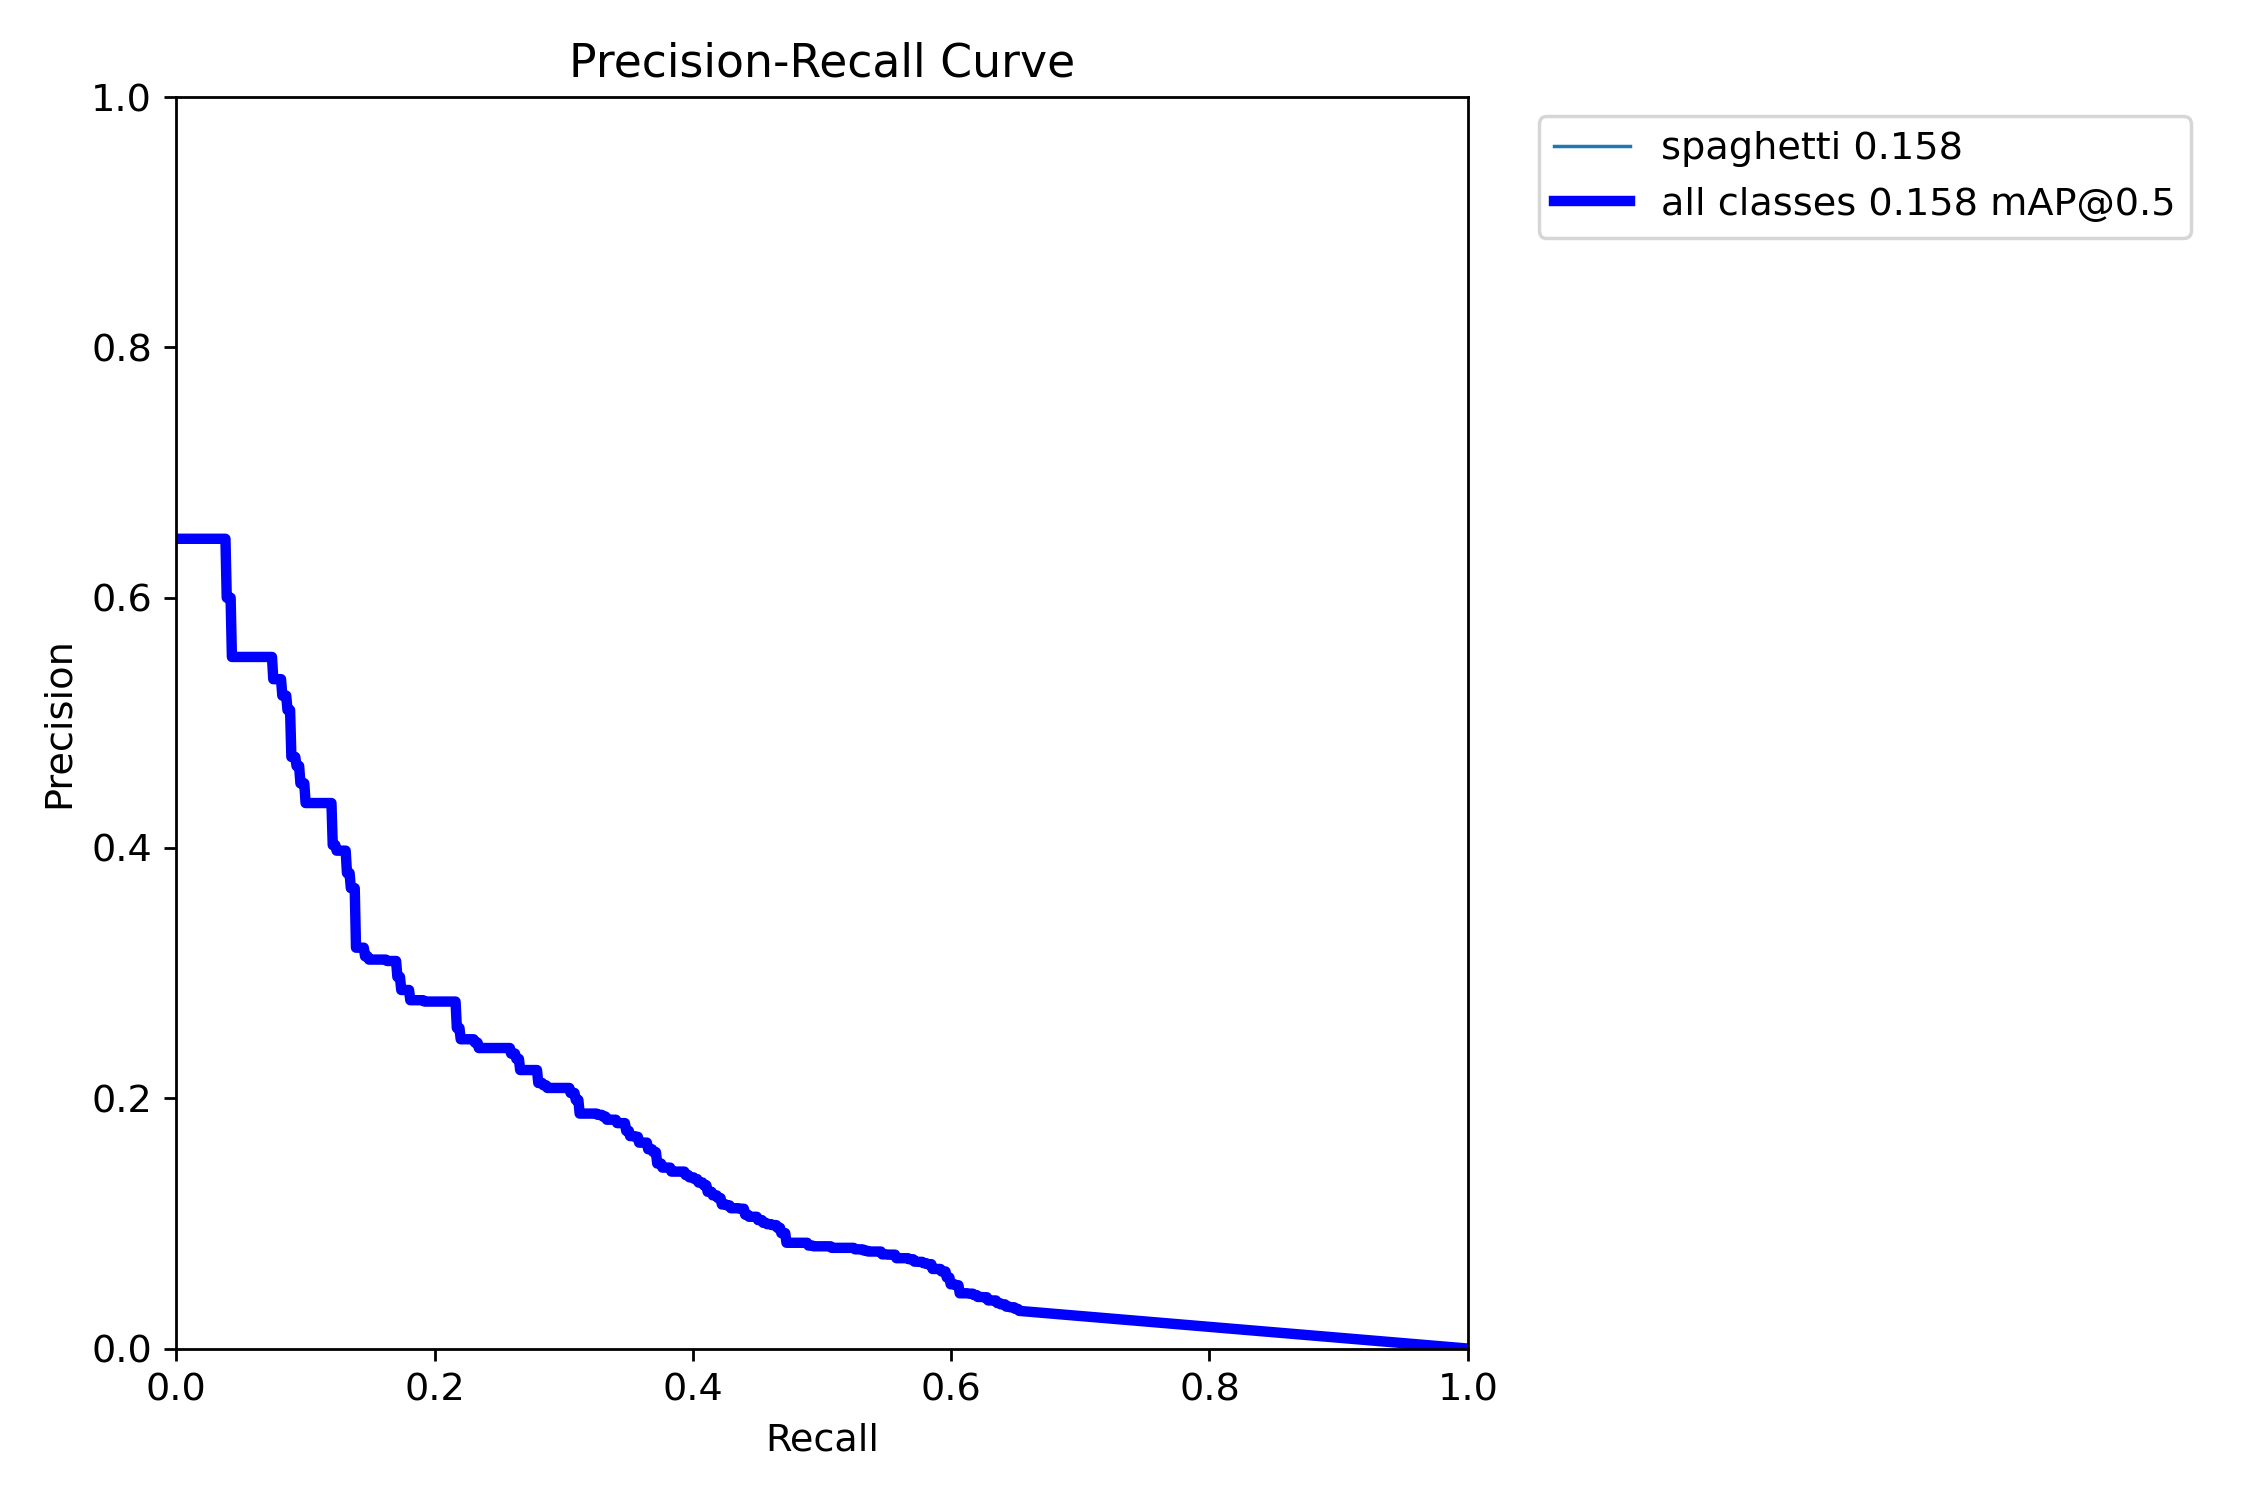 Precision-Recall Curve
1.0
0.8
0.6
0.4
0.2
0.0
Precision
0.0 0.2 0.4 0.6 0.8 1.0
Recall
spaghetti 0.158
all classes 0.158 mAP@0.5